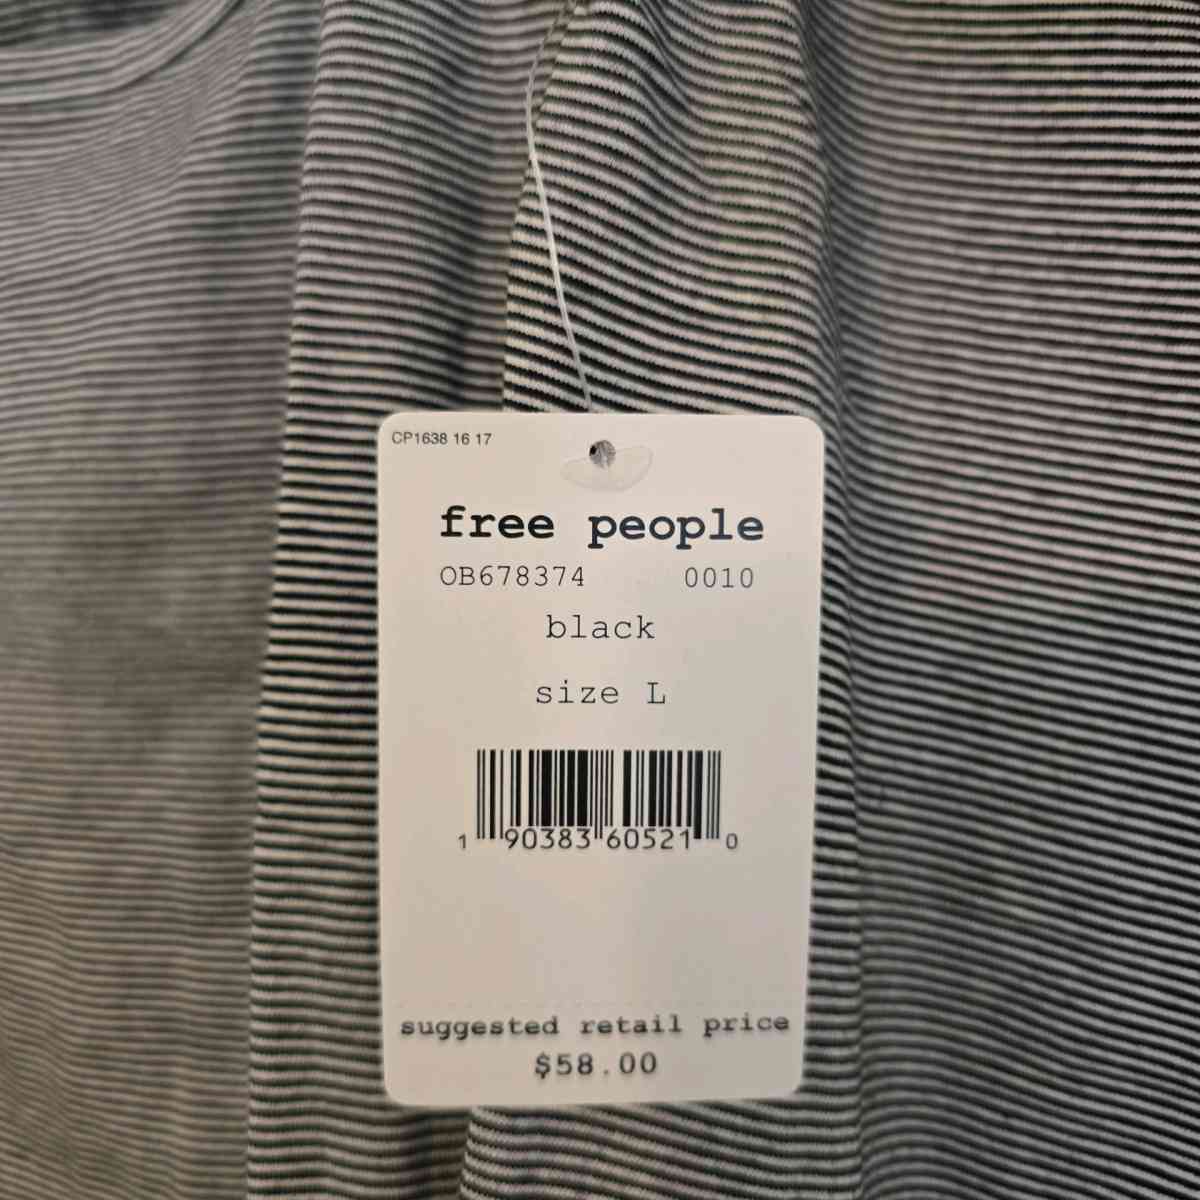 CP1638 16 17
free people
OB678374 0010
black
size L
1 90383 60521 0
suggested retail price
$58.00